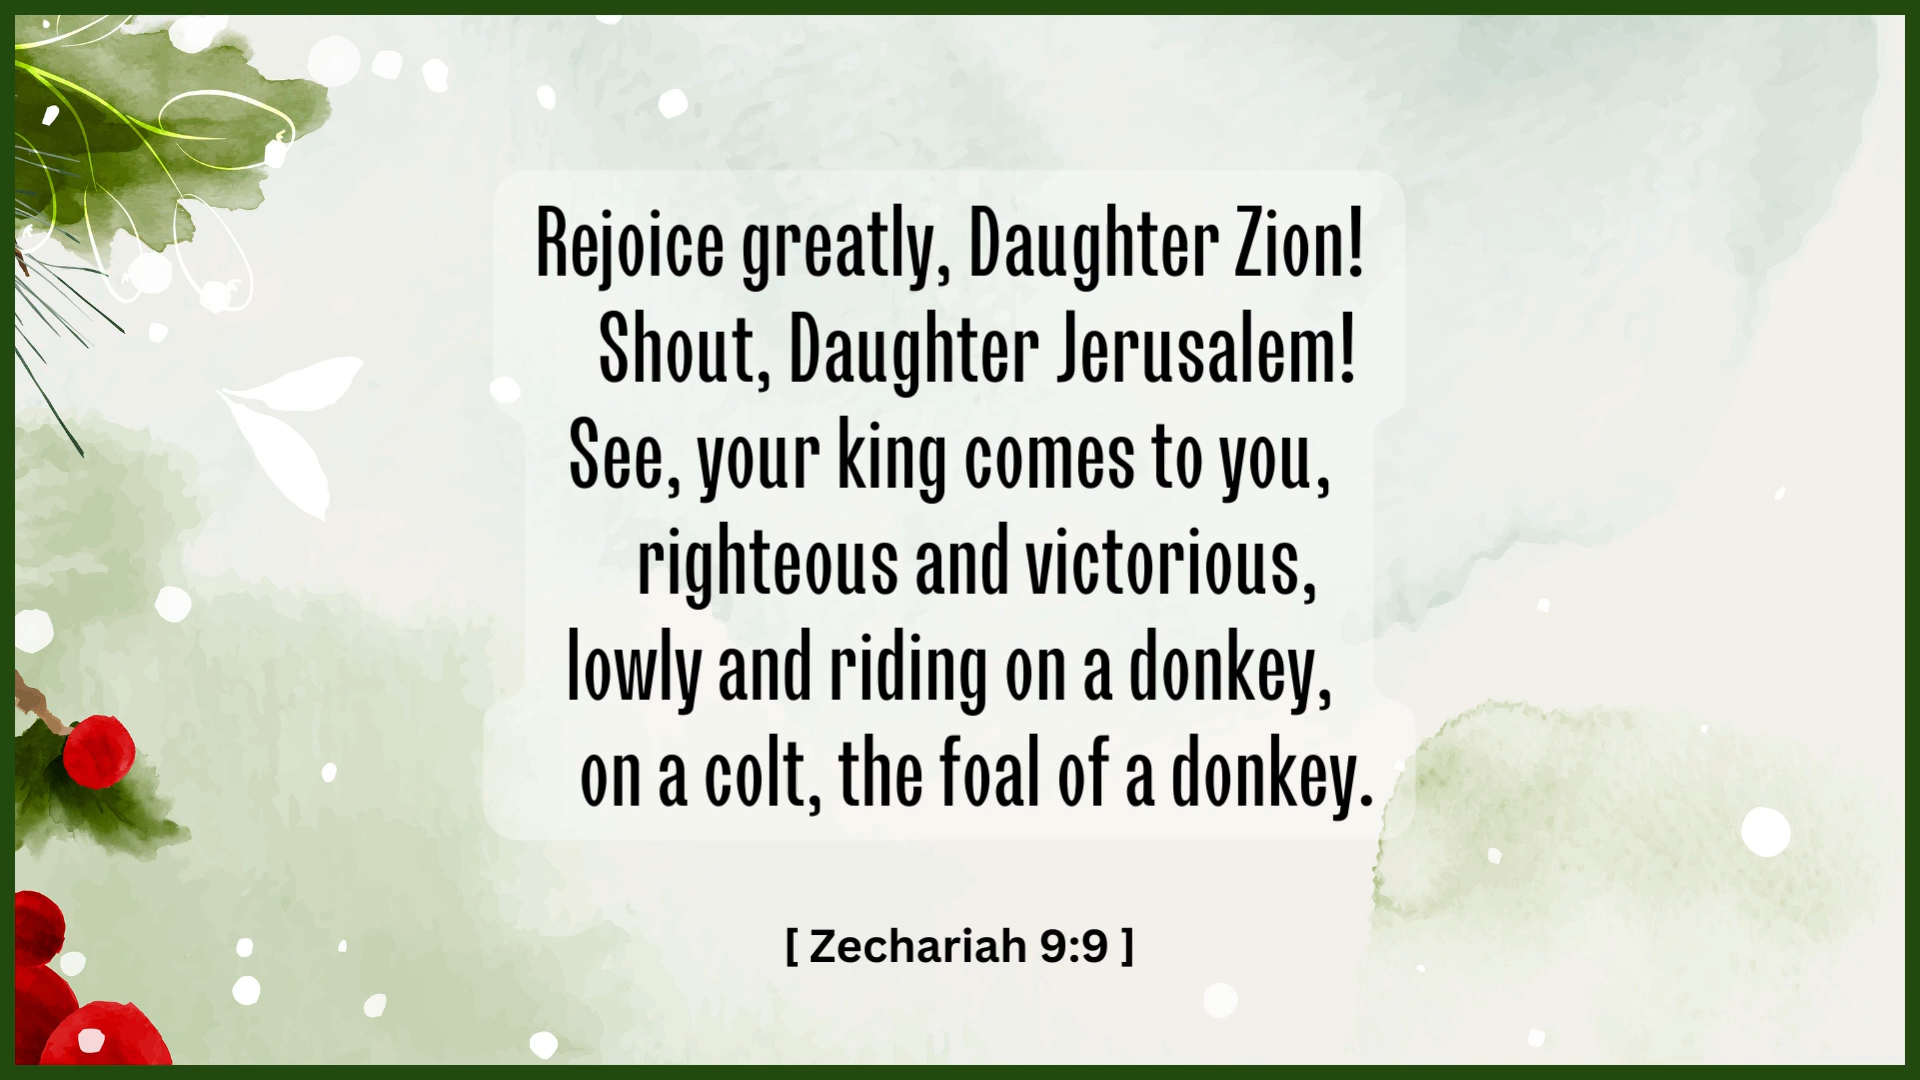 Rejoice greatly, Daughter Zion!
Shout, Daughter Jerusalem!
See, your king comes to you,
righteous and victorious,
lowly and riding on a donkey,
on a colt, the foal of a donkey.
[ Zechariah 9:9 ]